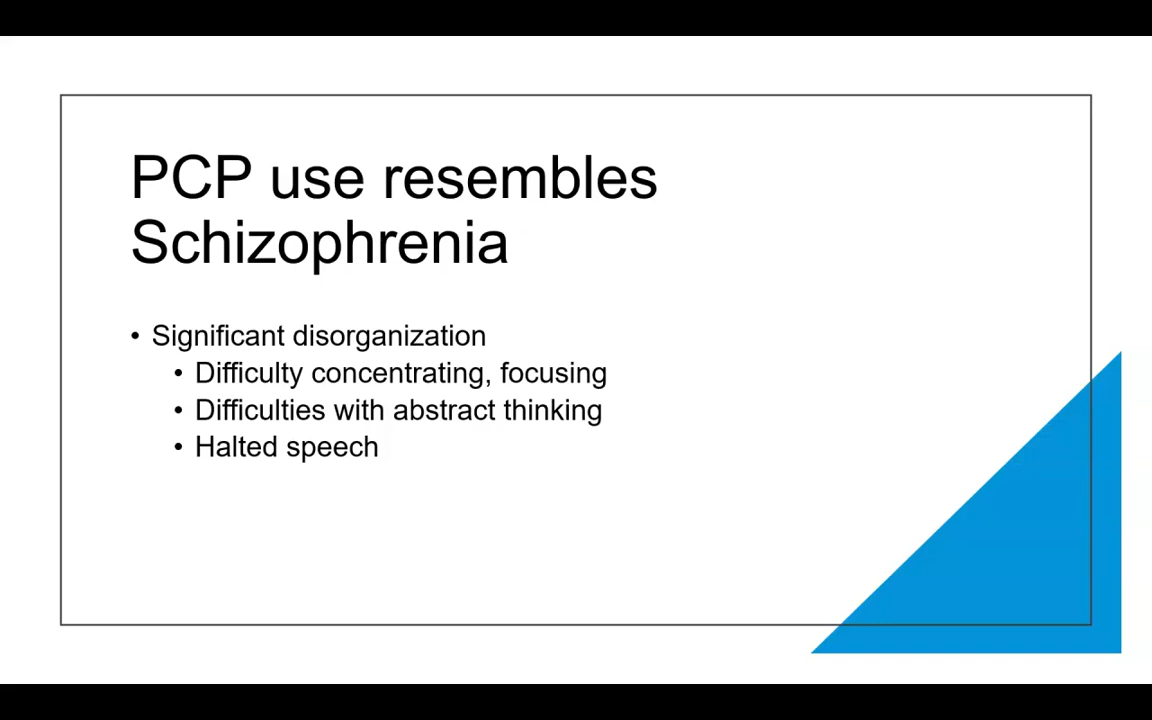 PCP use resembles
Schizophrenia
• Significant disorganization
• Difficulty concentrating, focusing
• Difficulties with abstract thinking
• Halted speech